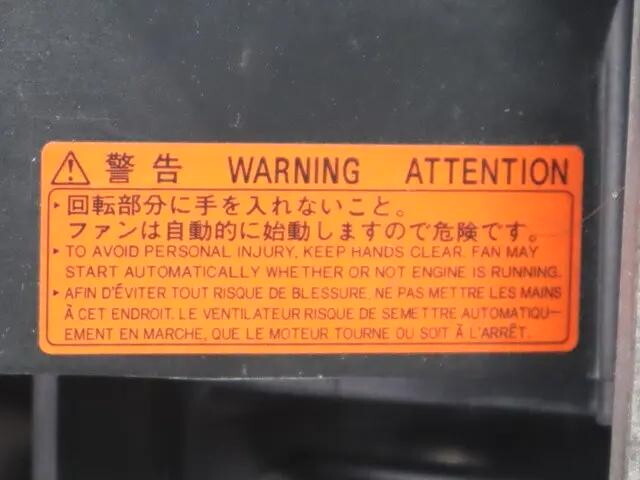 ⚠ 警告 WARNING ATTENTION
▸ 回転部分に手を入れないこと。
ファンは自動的に始動しますので危険です。
▸ TO AVOID PERSONAL INJURY, KEEP HANDS CLEAR. FAN MAY
START AUTOMATICALLY WHETHER OR NOT ENGINE IS RUNNING.
▸ AFIN D'ÉVITER TOUT RISQUE DE BLESSURE, NE PAS METTRE LES MAINS
À CET ENDROIT. LE VENTILATEUR RISQUE DE SEMETTRE AUTOMATIQU-
EMENT EN MARCHE, QUE LE MOTEUR TOURNE OU SOIT À L'ARRÊT.